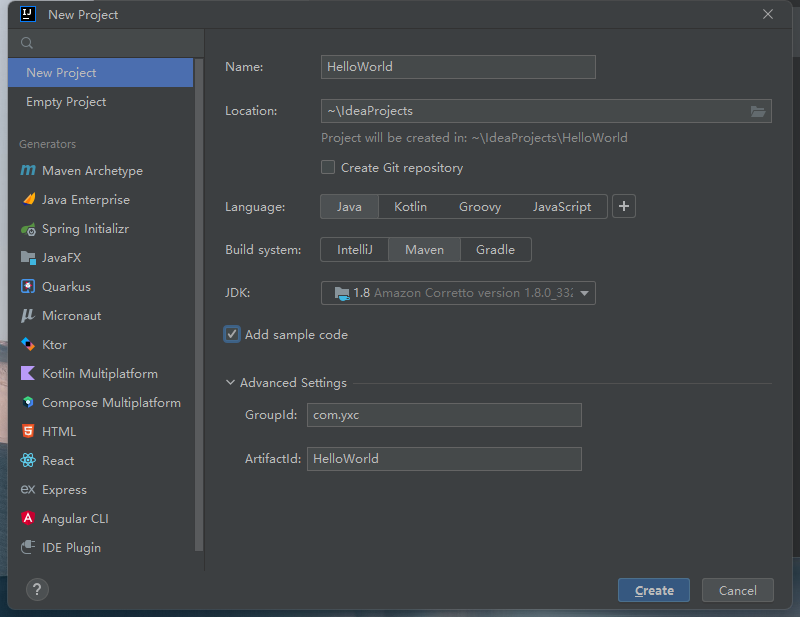 New Project
New Project
Empty Project
Generators
Maven Archetype
Java Enterprise
Spring Initializr
JavaFX
Quarkus
Micronaut
Ktor
Kotlin Multiplatform
Compose Multiplatform
HTML
React
Express
Angular CLI
IDE Plugin
Name: HelloWorld
Location: ~\IdeaProjects
Project will be created in: ~\IdeaProjects\HelloWorld
Create Git repository
Language: Java Kotlin Groovy JavaScript +
Build system: IntelliJ Maven Gradle
JDK: 1.8 Amazon Corretto version
Add sample code
Advanced Settings
GroupId: com.yxc
ArtifactId: HelloWorld
? Create Cancel